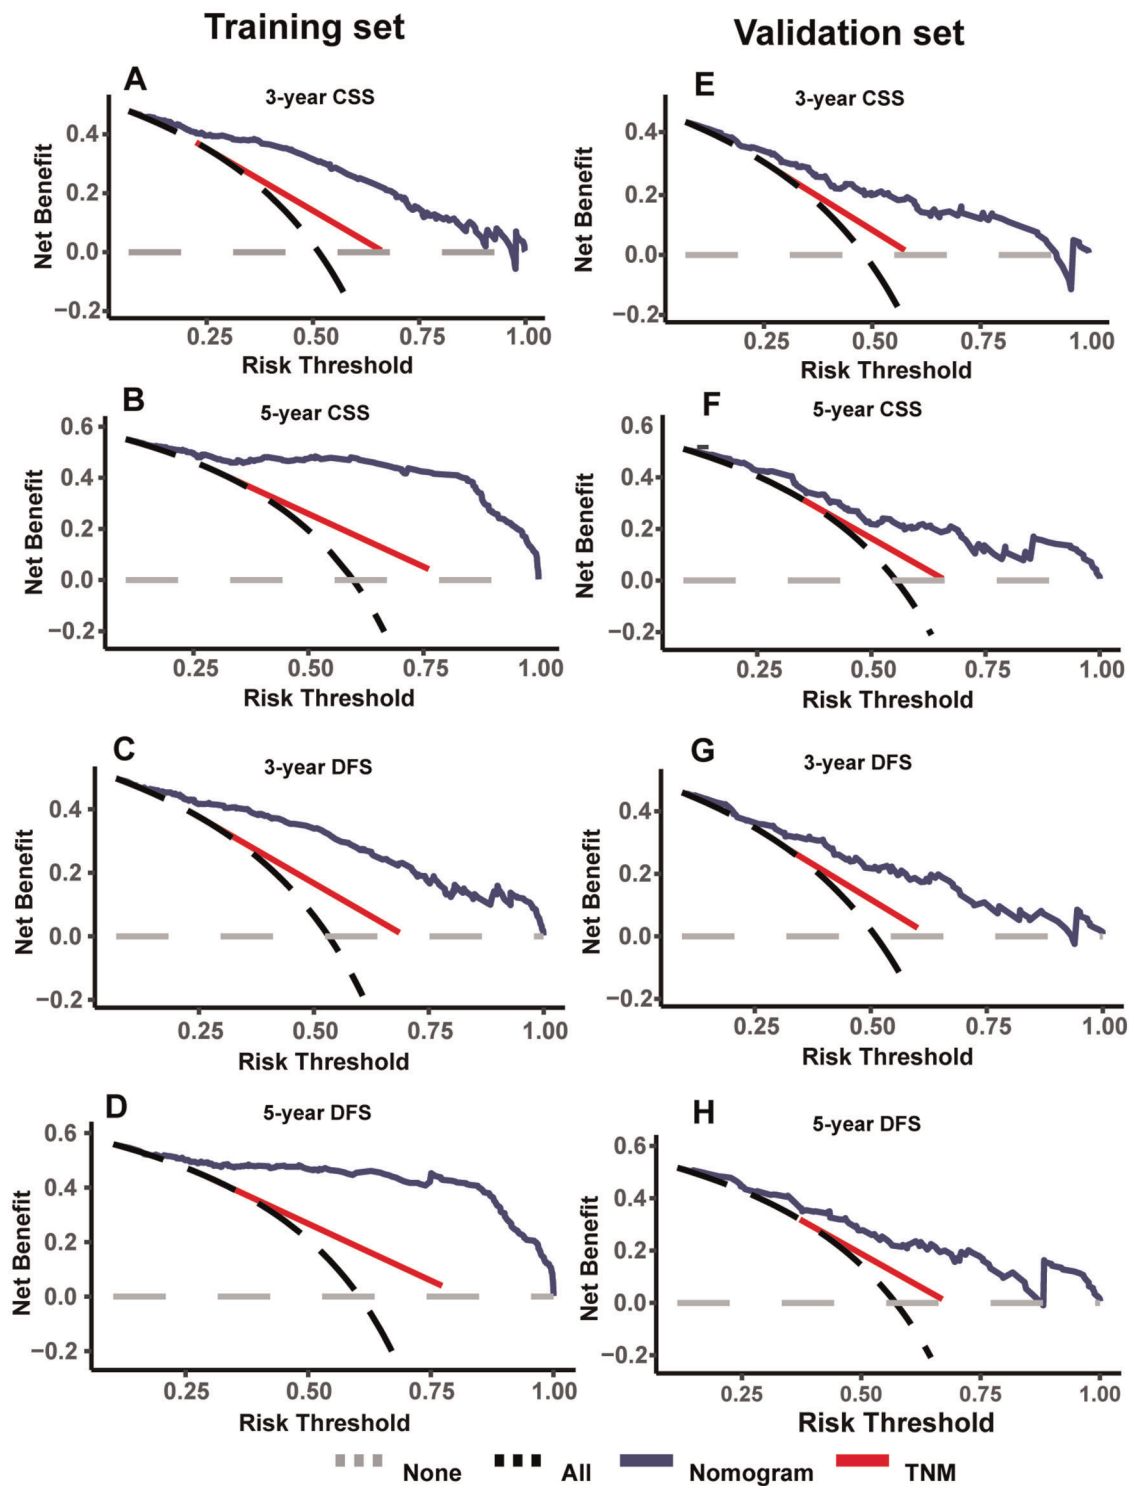 Training set
Validation set
A
3-year CSS
Net Benefit
0.4
0.2
0.0
−0.2
0.25
0.50
0.75
1.00
Risk Threshold
E
3-year CSS
Net Benefit
0.4
0.2
0.0
−0.2
0.25
0.50
0.75
1.00
Risk Threshold
B
5-year CSS
Net Benefit
0.6
0.4
0.2
0.0
−0.2
0.25
0.50
0.75
1.00
Risk Threshold
F
5-year CSS
Net Benefit
0.6
0.4
0.2
0.0
−0.2
0.25
0.50
0.75
1.00
Risk Threshold
C
3-year DFS
Net Benefit
0.4
0.2
0.0
−0.2
0.25
0.50
0.75
1.00
Risk Threshold
G
3-year DFS
Net Benefit
0.4
0.2
0.0
−0.2
0.25
0.50
0.75
1.00
Risk Threshold
D
5-year DFS
Net Benefit
0.6
0.4
0.2
0.0
−0.2
0.25
0.50
0.75
1.00
Risk Threshold
H
5-year DFS
Net Benefit
0.6
0.4
0.2
0.0
−0.2
0.25
0.50
0.75
1.00
Risk Threshold
None
All
Nomogram
TNM